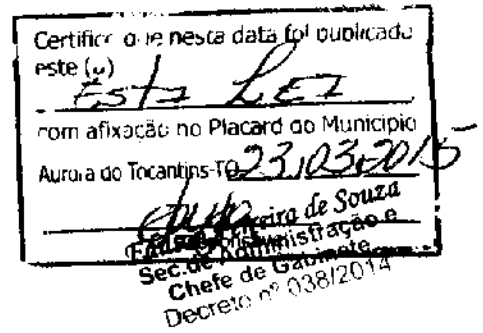 Certifico que nesta data foi publicado
este (a)
Esta LEI
com afixação no Placard do Município
Aurora do Tocantins-TO 23,03,2015
de Souza
Sec. de Administração e
Chefe de Gabinete
Decreto nº 038/2014